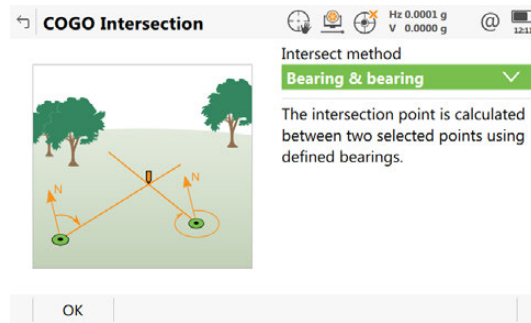 COGO Intersection
Hz 0.0001 g
V 0.0000 g
@
Intersect method
Bearing & bearing
The intersection point is calculated
between two selected points using
defined bearings.
N
N
OK